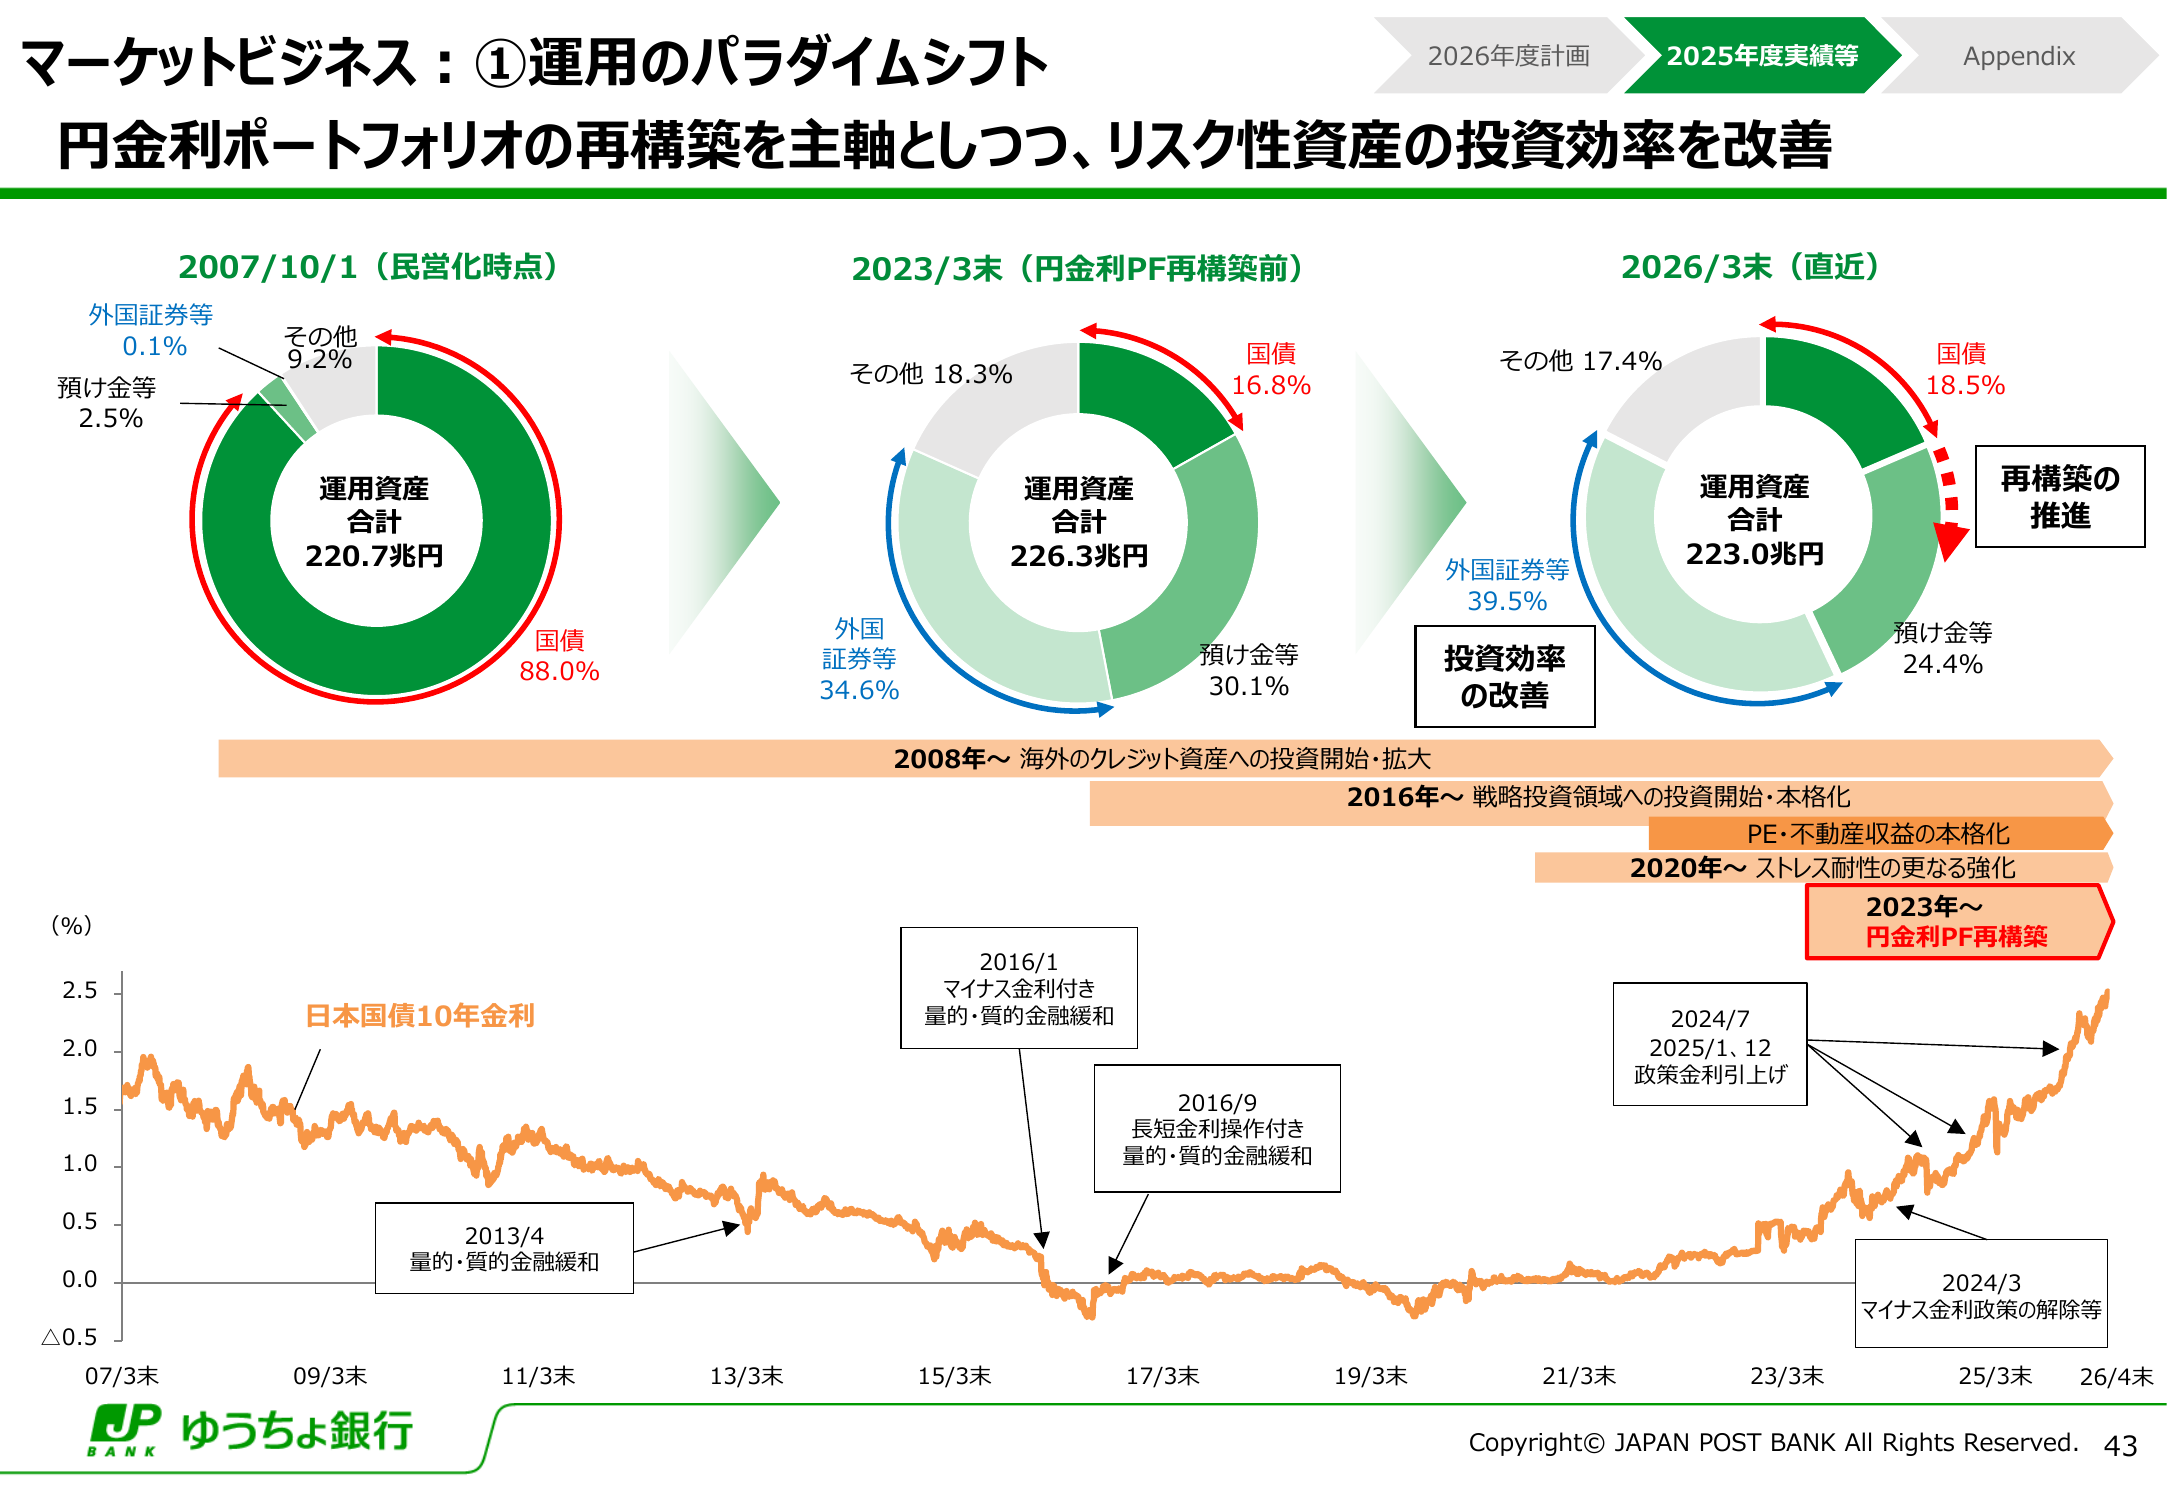 マーケットビジネス：①運用のパラダイムシフト
円金利ポートフォリオの再構築を主軸としつつ、リスク性資産の投資効率を改善
2026年度計画
2025年度実績等
Appendix
2007/10/1（民営化時点）
外国証券等
0.1%
その他
9.2%
預け金等
2.5%
運用資産
合計
220.7兆円
国債
88.0%
2023/3末（円金利PF再構築前）
その他 18.3%
国債
16.8%
運用資産
合計
226.3兆円
外国
証券等
34.6%
預け金等
30.1%
2026/3末（直近）
その他 17.4%
国債
18.5%
再構築の
推進
運用資産
合計
223.0兆円
外国証券等
39.5%
投資効率
の改善
預け金等
24.4%
2008年～ 海外のクレジット資産への投資開始・拡大
2016年～ 戦略投資領域への投資開始・本格化
PE・不動産収益の本格化
2020年～ ストレス耐性の更なる強化
2023年～
円金利PF再構築
（%）
2.5
2.0
1.5
1.0
0.5
0.0
△0.5
日本国債10年金利
2013/4
量的・質的金融緩和
2016/1
マイナス金利付き
量的・質的金融緩和
2016/9
長短金利操作付き
量的・質的金融緩和
2024/7
2025/1、12
政策金利引上げ
2024/3
マイナス金利政策の解除等
07/3末
09/3末
11/3末
13/3末
15/3末
17/3末
19/3末
21/3末
23/3末
25/3末
26/4末
JP
BANK
ゆうちょ銀行
Copyright© JAPAN POST BANK All Rights Reserved.
43